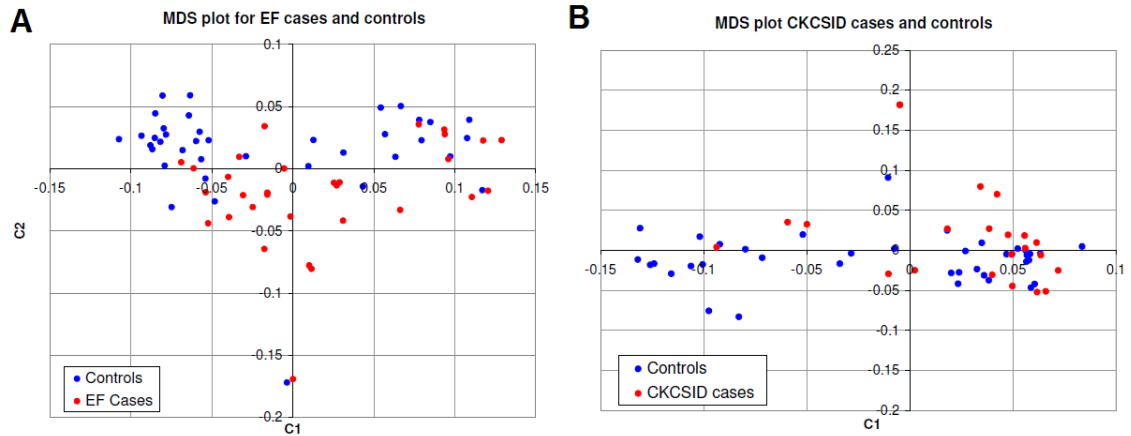 A
MDS plot for EF cases and controls
0.1
0.05
0
-0.15
-0.1
-0.05
0
0.05
0.1
0.15
-0.05
-0.1
-0.15
-0.2
C2
C1
Controls
EF Cases
B
MDS plot CKCSID cases and controls
0.25
0.2
0.15
0.1
0.05
0
-0.15
-0.1
-0.05
0
0.05
0.1
-0.05
-0.1
-0.15
-0.2
C1
Controls
CKCSID cases